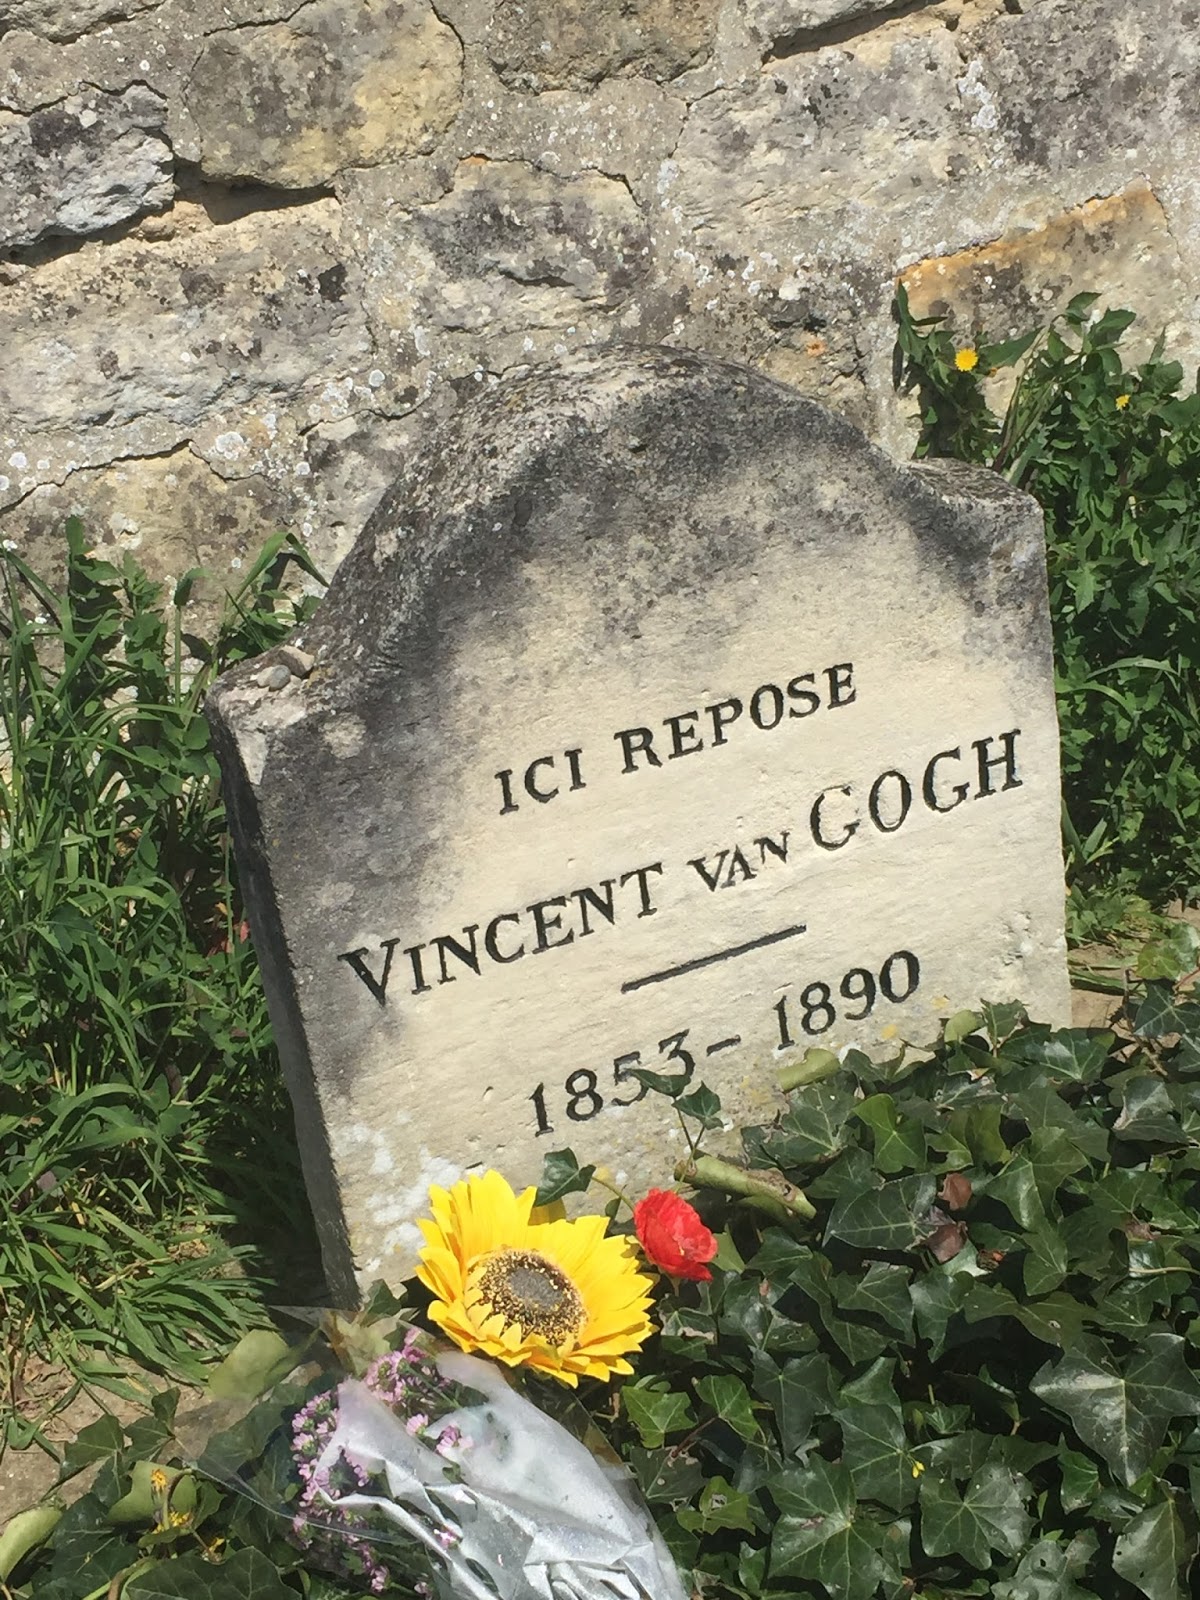 ICI REPOSE
VINCENT VAN GOGH
1853-1890